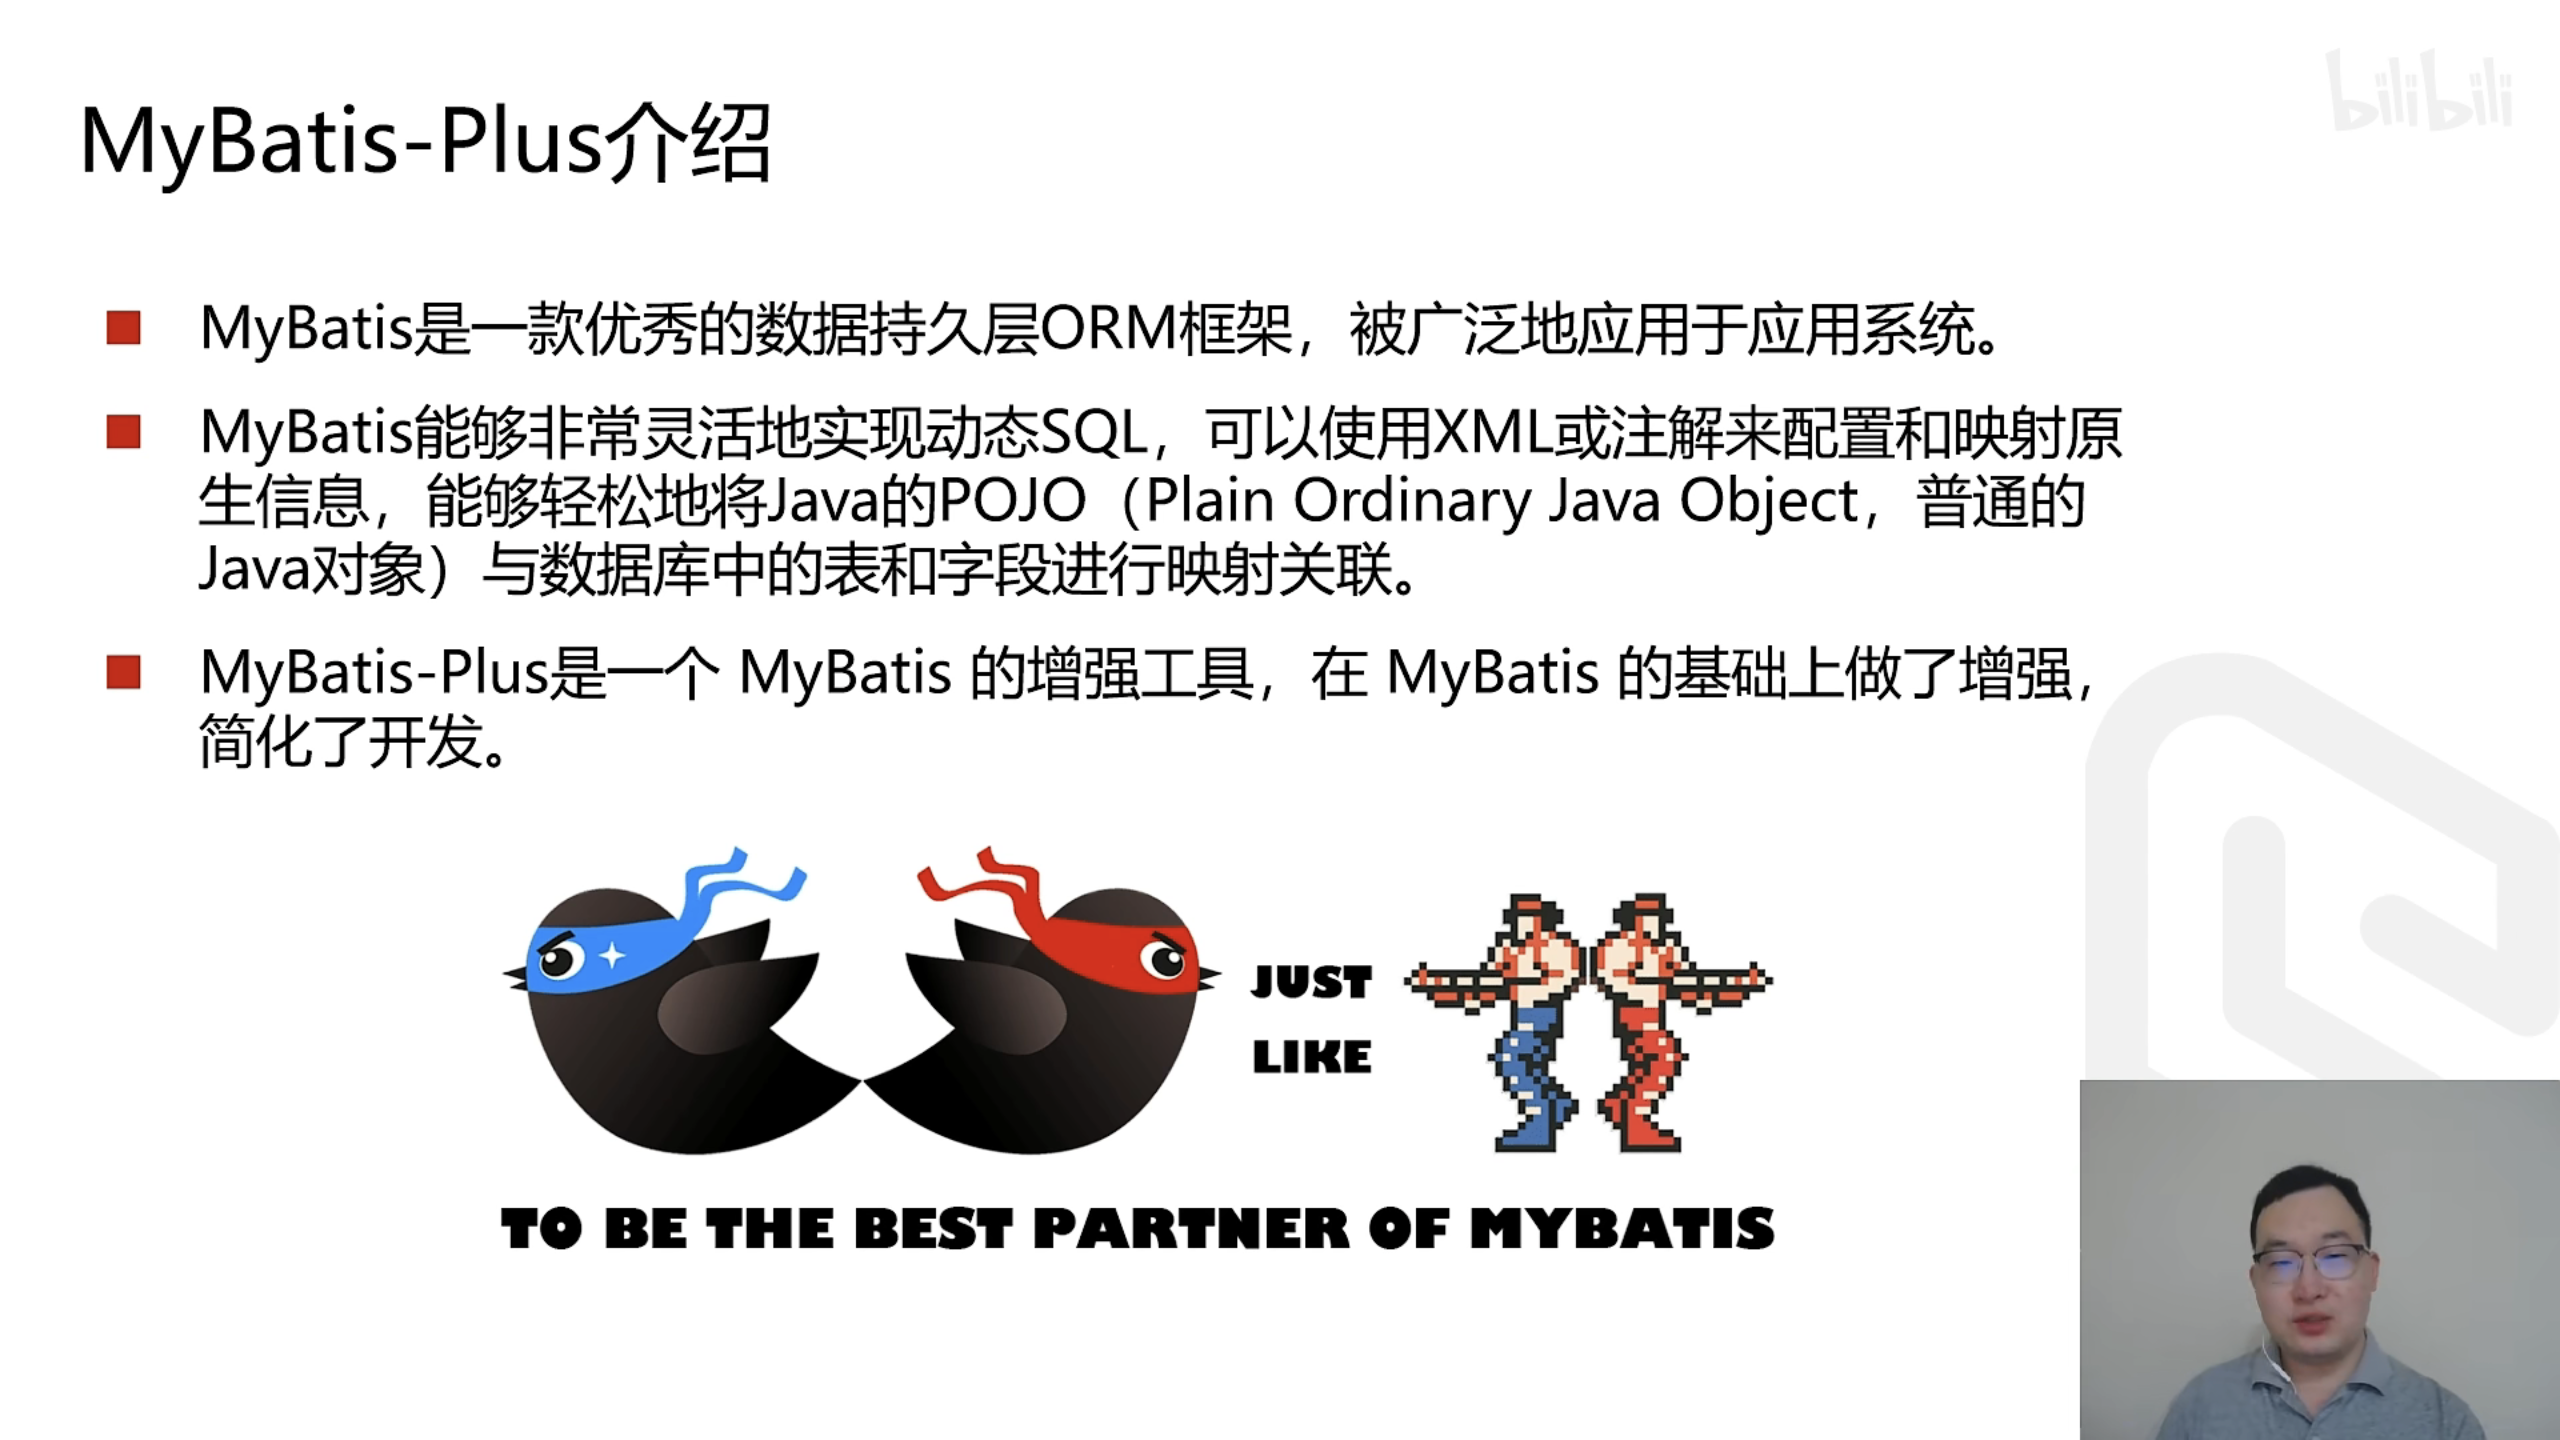 bilibili
MyBatis-Plus介绍
MyBatis是一款优秀的数据持久层ORM框架，被广泛地应用于应用系统。
MyBatis能够非常灵活地实现动态SQL，可以使用XML或注解来配置和映射原
生信息，能够轻松地将Java的POJO（Plain Ordinary Java Object，普通的
Java对象）与数据库中的表和字段进行映射关联。
MyBatis-Plus是一个 MyBatis 的增强工具，在 MyBatis 的基础上做了增强，
简化了开发。
JUST
LIKE
TO BE THE BEST PARTNER OF MYBATIS